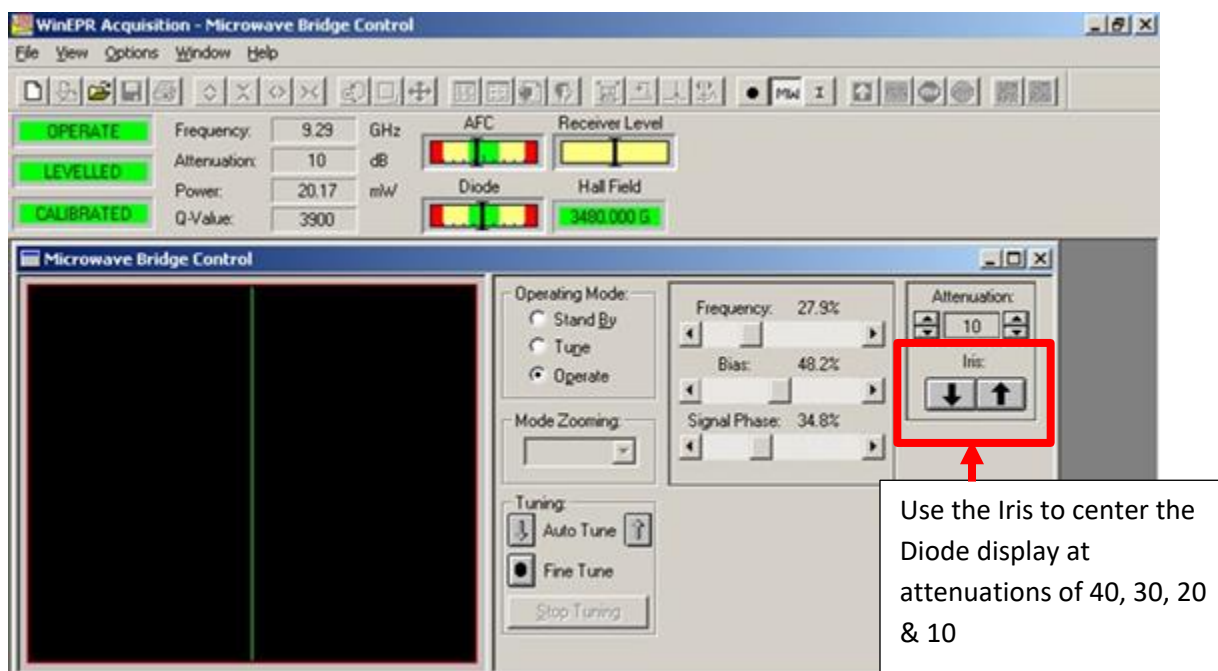 WinEPR Acquisition - Microwave Bridge Control
File View Options Window Help
MW I
OPERATE Frequency: 9.29 GHz AFC Receiver Level
LEVELLED Attenuation: 10 dB
Power: 20.17 mW Diode Hall Field
CALIBRATED Q-Value: 3900 3480.000 G
Microwave Bridge Control
Operating Mode: Frequency: 27.9% Attenuation:
Stand By 10
Tune Bias: 48.2% Iris:
Operate
Mode Zooming: Signal Phase: 34.8%
Tuning:
Auto Tune
Fine Tune
Stop Tuning
Use the Iris to center the
Diode display at
attenuations of 40, 30, 20
& 10